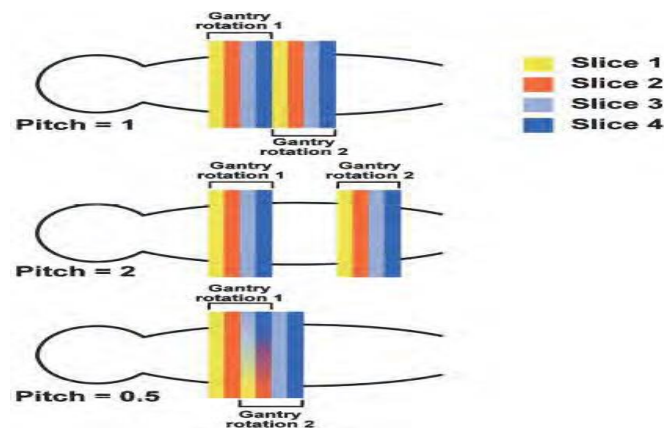 Gantry
rotation 1
Pitch = 1
Gantry
rotation 2
Slice 1
Slice 2
Slice 3
Slice 4
Gantry
rotation 1
Gantry
rotation 2
Pitch = 2
Gantry
rotation 1
Pitch = 0.5
Gantry
rotation 2